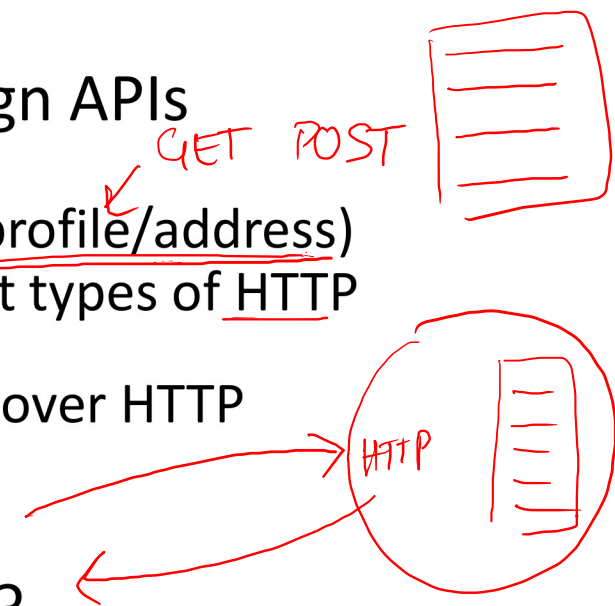 gn APIs
GET POST
profile/address)
t types of HTTP
over HTTP
HTTP
?